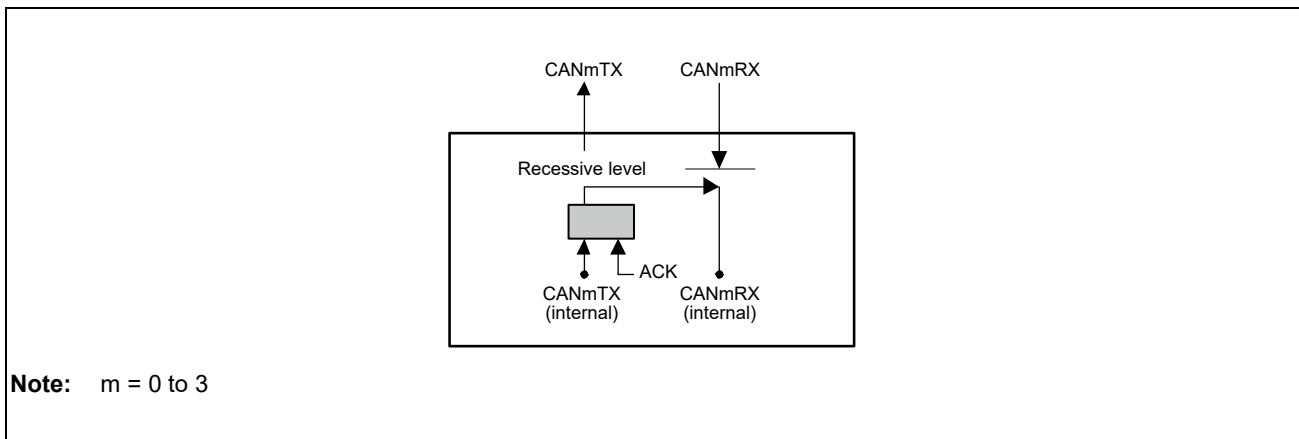 CANmTX CANmRX
Recessive level
ACK
CANmTX
(internal)
CANmRX
(internal)
Note: m = 0 to 3